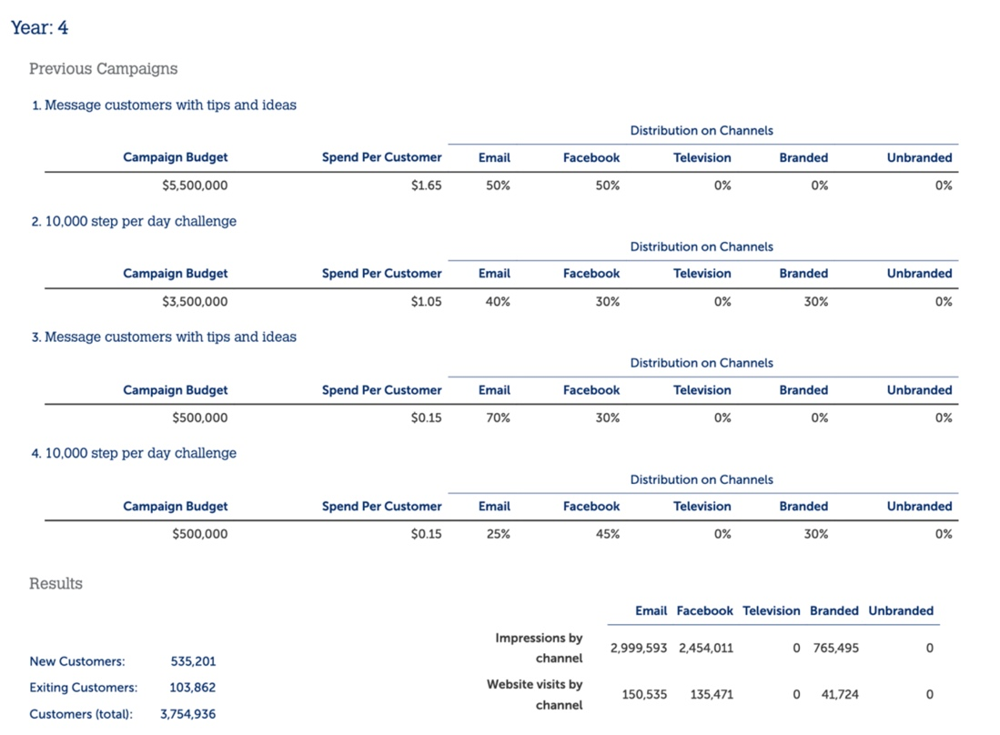 Year: 4
Previous Campaigns
1. Message customers with tips and ideas
Distribution on Channels
Campaign Budget Spend Per Customer Email Facebook Television Branded Unbranded
$5,500,000 $1.65 50% 50% 0% 0% 0%
2. 10,000 step per day challenge
Distribution on Channels
Campaign Budget Spend Per Customer Email Facebook Television Branded Unbranded
$3,500,000 $1.05 40% 30% 0% 30% 0%
3. Message customers with tips and ideas
Distribution on Channels
Campaign Budget Spend Per Customer Email Facebook Television Branded Unbranded
$500,000 $0.15 70% 30% 0% 0% 0%
4. 10,000 step per day challenge
Distribution on Channels
Campaign Budget Spend Per Customer Email Facebook Television Branded Unbranded
$500,000 $0.15 25% 45% 0% 30% 0%
Results
New Customers: 535,201
Exiting Customers: 103,862
Customers (total): 3,754,936
Email Facebook Television Branded Unbranded
Impressions by
channel
2,999,593 2,454,011 0 765,495 0
Website visits by
channel
150,535 135,471 0 41,724 0